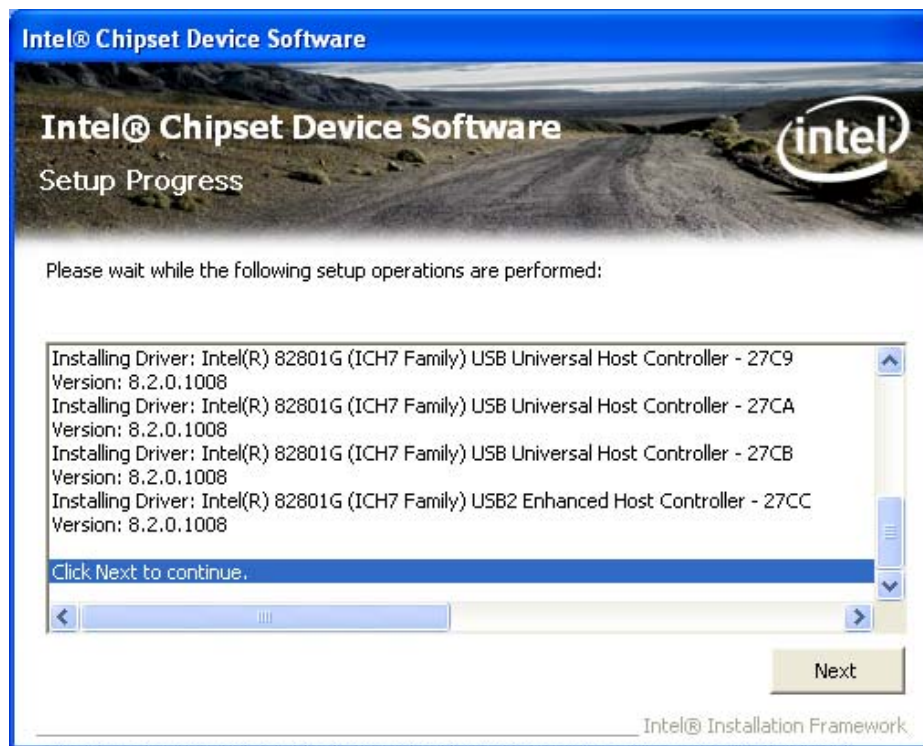 Intel® Chipset Device Software
Intel® Chipset Device Software
intel
Setup Progress
Please wait while the following setup operations are performed:
Installing Driver: Intel(R) 82801G (ICH7 Family) USB Universal Host Controller - 27C9
Version: 8.2.0.1008
Installing Driver: Intel(R) 82801G (ICH7 Family) USB Universal Host Controller - 27CA
Version: 8.2.0.1008
Installing Driver: Intel(R) 82801G (ICH7 Family) USB Universal Host Controller - 27CB
Version: 8.2.0.1008
Installing Driver: Intel(R) 82801G (ICH7 Family) USB2 Enhanced Host Controller - 27CC
Version: 8.2.0.1008
Click Next to continue.
Next
Intel® Installation Framework